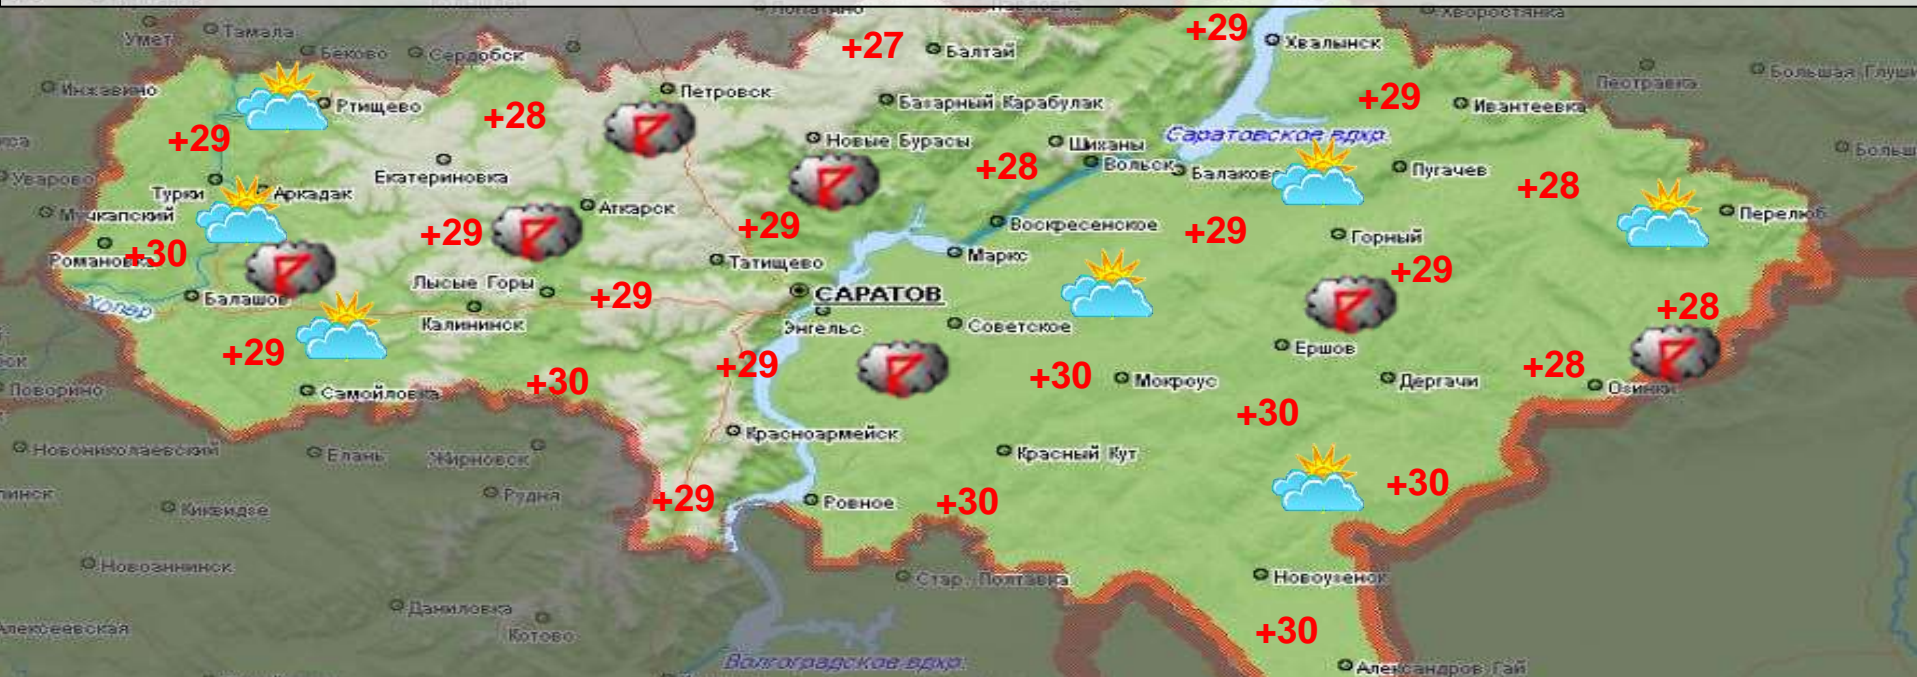 Хворостянка
+29
Умет
Тамала
+27
Балтай
Хвалынск
Беково
Сердобск
Пестравка
Инжавино
Ртищево
+28
Петровск
Базарный Карабулак
+29
Ивантеевка
+29
Новые Бурасы
Шиханы
Саратовское вдхр.
+28
Вольск
Балаково
Пугачев
Уварово
Екатериновка
+28
Турки
Аркадак
Мучкапский
Аткарск
+29
+29
Воскресенское
+29
Горный
Перелюб
Романовка
+30
Татищево
Маркс
+29
Хопер
Балашов
Лысые Горы
+29
САРАТОВ
+28
Калининск
Энгельс
Советское
+29
+29
Ершов
+30
+30
Мокроус
+28
Дергачи
Озинки
Поворино
Самойловка
+30
Красноармейск
Новониколаевский
Елань
Жирновск
Красный Кут
+29
Рудня
Ровное
+30
+30
Киквидзе
Новоаннинск
Стар. Полтавка
Новоузенск
Даниловка
Котово
+30
Алексеевская
Волгоградское вдхр.
Александров Гай